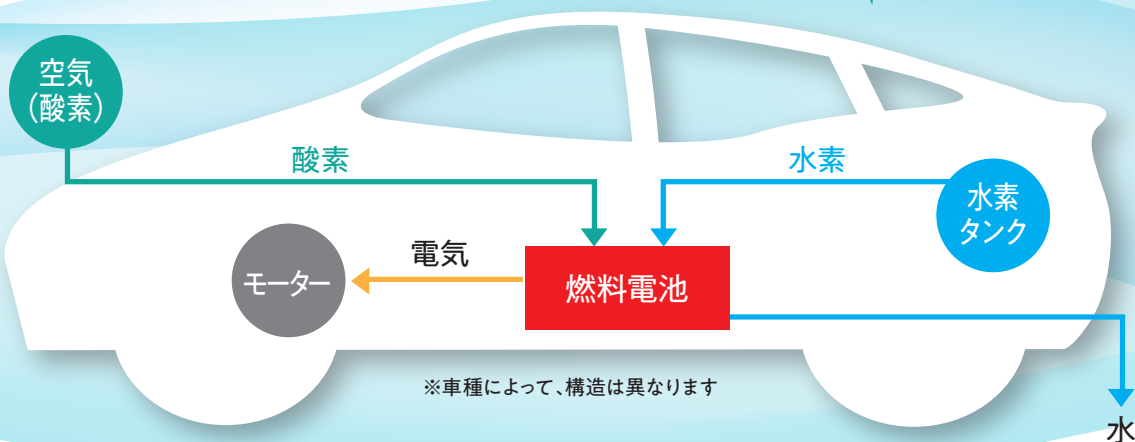 空気
（酸素）
酸素
水素
水素
タンク
電気
モーター
燃料電池
※車種によって、構造は異なります
水